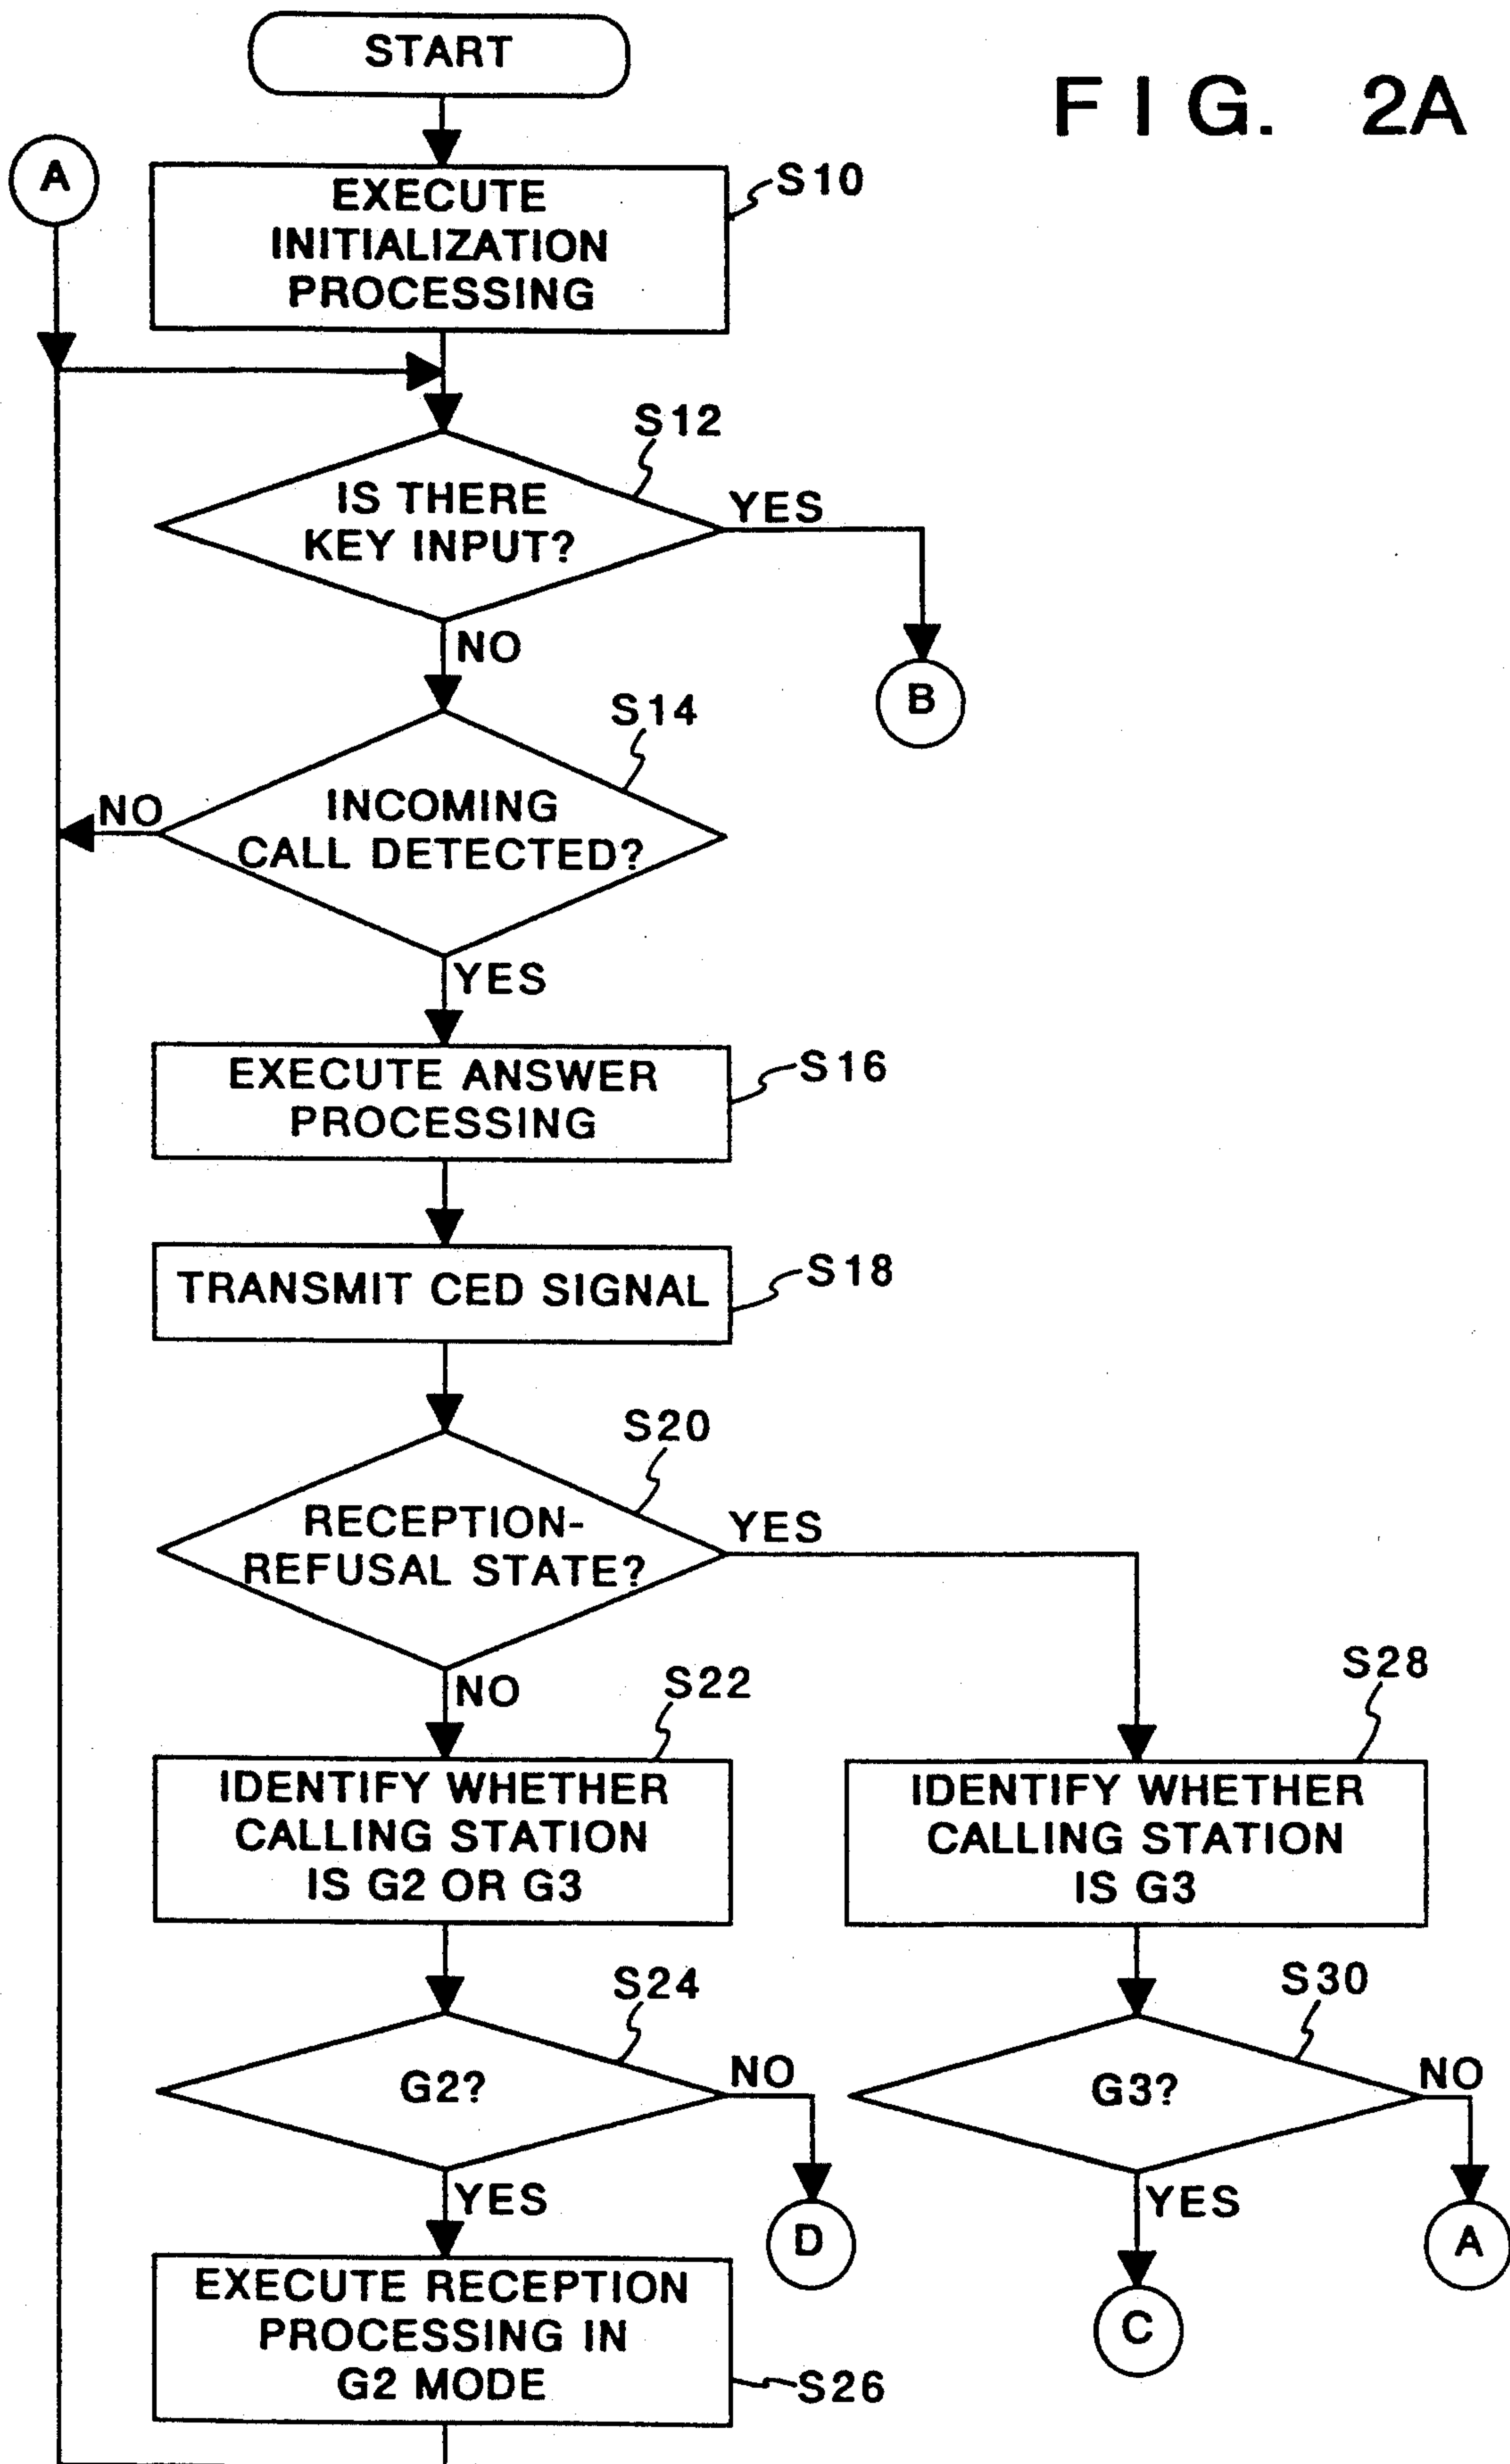 START
FIG. 2A
A
EXECUTE
INITIALIZATION
PROCESSING
S10
S12
IS THERE
KEY INPUT?
YES
NO
B
S14
INCOMING
CALL DETECTED?
NO
YES
EXECUTE ANSWER
PROCESSING
S16
TRANSMIT CED SIGNAL
S18
S20
RECEPTION-
REFUSAL STATE?
YES
NO
S22
IDENTIFY WHETHER
CALLING STATION
IS G2 OR G3
S28
IDENTIFY WHETHER
CALLING STATION
IS G3
S24
G2?
NO
YES
D
S30
G3?
NO
YES
A
C
EXECUTE RECEPTION
PROCESSING IN
G2 MODE
S26